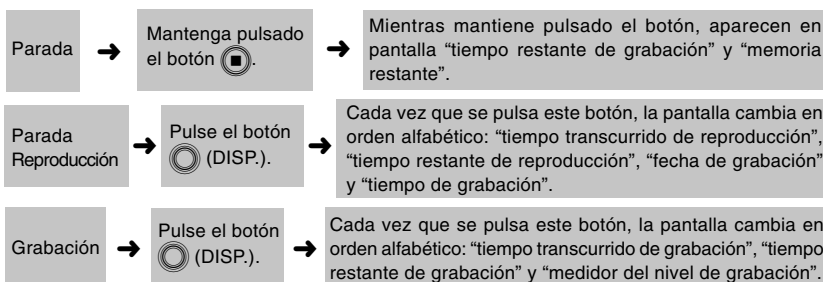 Parada
Mantenga pulsado
el botón .
Mientras mantiene pulsado el botón, aparecen en
pantalla “tiempo restante de grabación” y “memoria
restante”.
Parada
Reproducción
Pulse el botón
(DISP.).
Cada vez que se pulsa este botón, la pantalla cambia en
orden alfabético: “tiempo transcurrido de reproducción”,
“tiempo restante de reproducción”, “fecha de grabación”
y “tiempo de grabación”.
Grabación
Pulse el botón
(DISP.).
Cada vez que se pulsa este botón, la pantalla cambia en
orden alfabético: “tiempo transcurrido de grabación”, “tiempo
restante de grabación” y “medidor del nivel de grabación”.